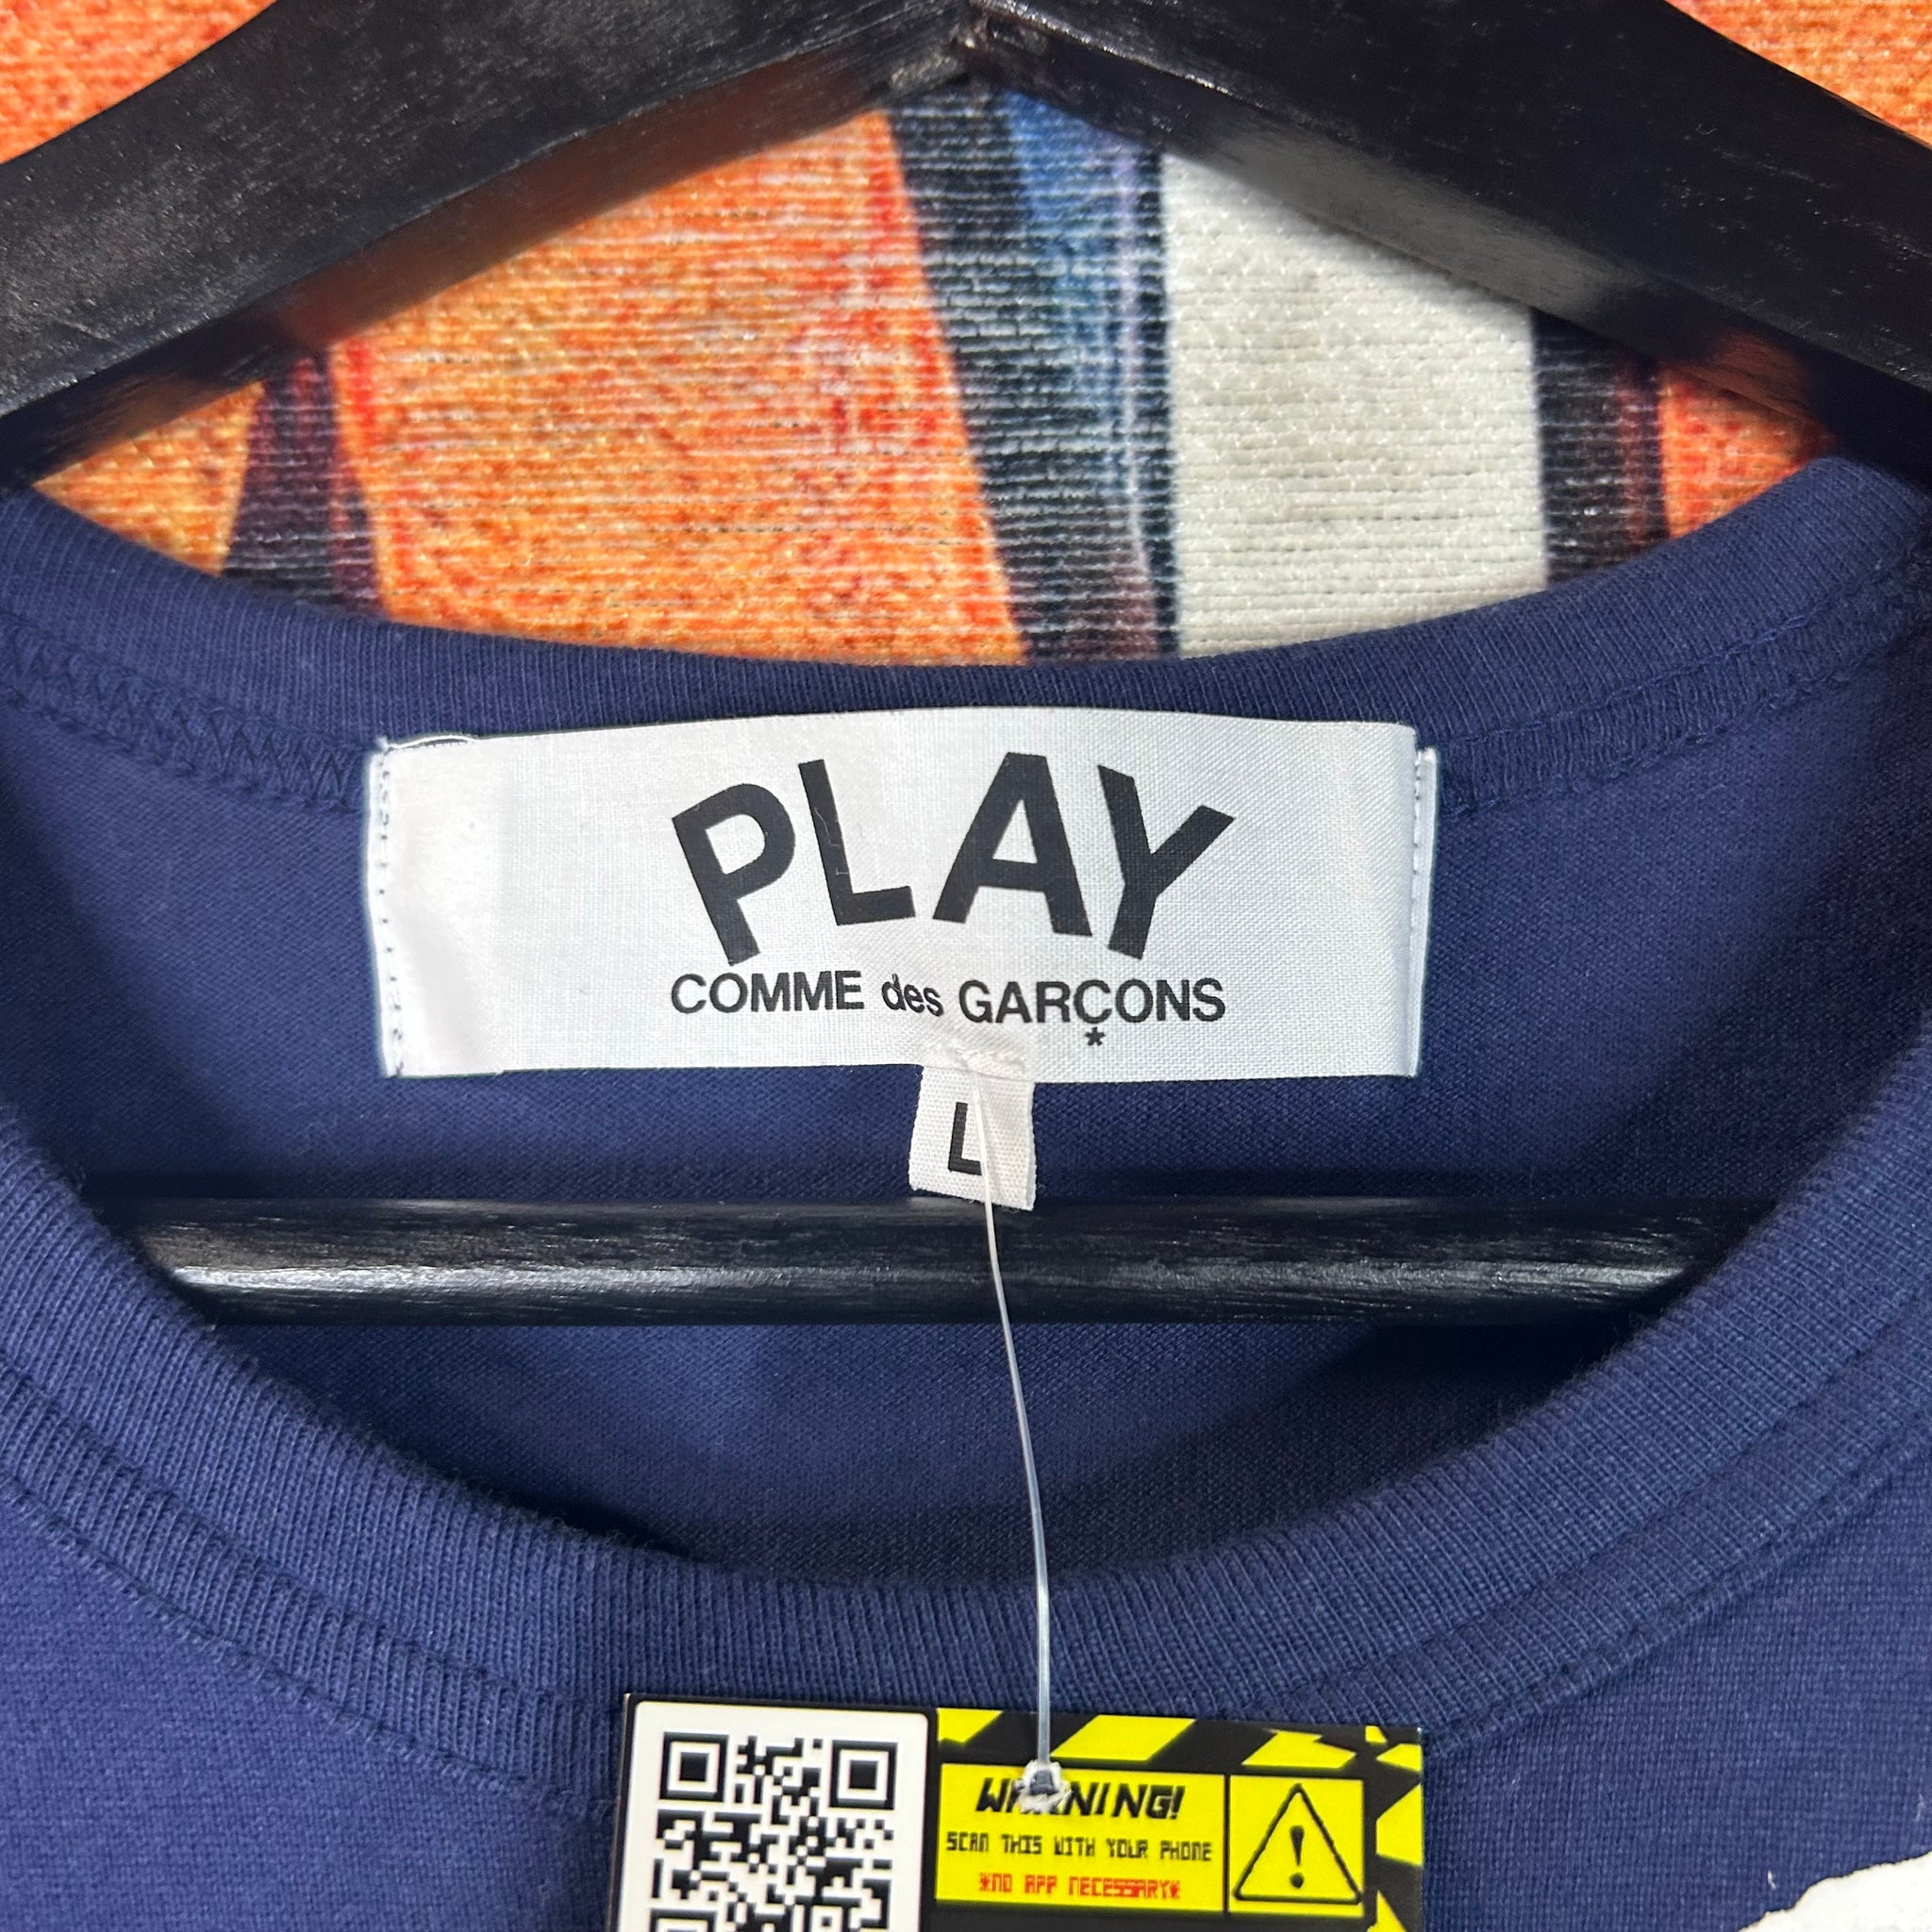 PLAY
COMME des GARÇONS
*
L
WARNING!
SCAN THIS WITH YOUR PHONE
*NO APP NECESSARY*